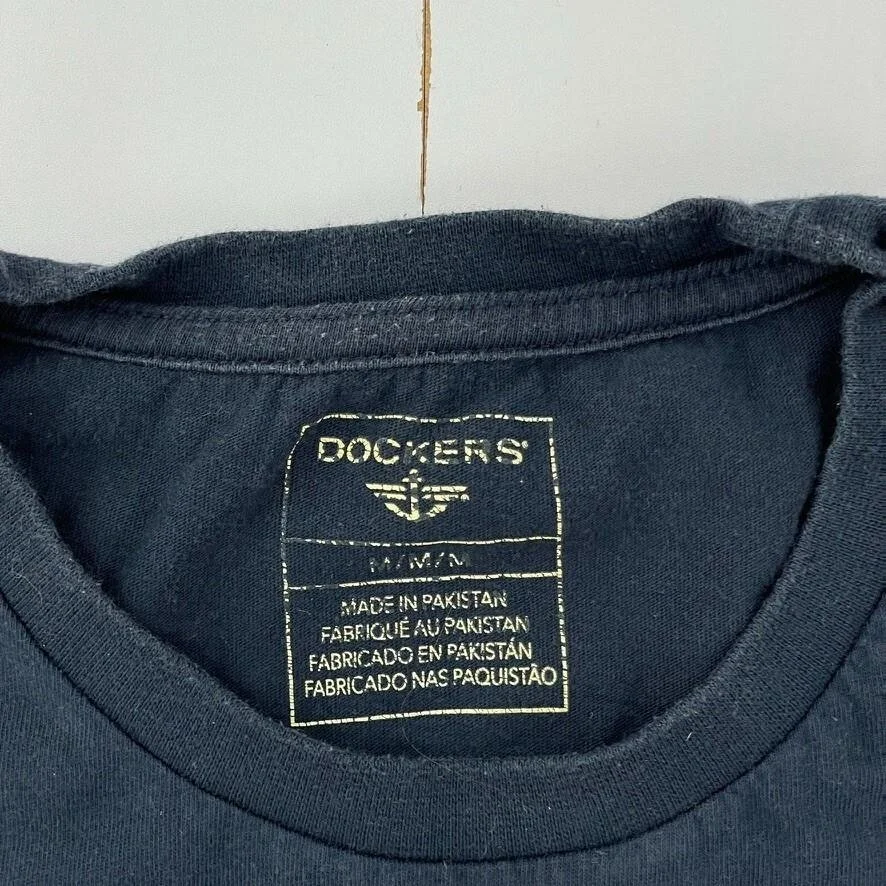 DOCKERS®
M/M/M
MADE IN PAKISTAN
FABRIQUÉ AU PAKISTAN
FABRICADO EN PAKISTÁN
FABRICADO NAS PAQUISTÃO